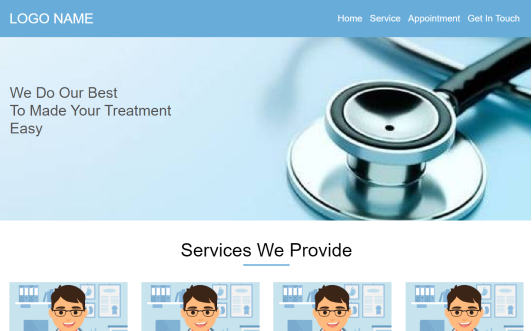 LOGO NAME
Home Service Appointment Get In Touch
We Do Our Best
To Made Your Treatment
Easy
Services We Provide